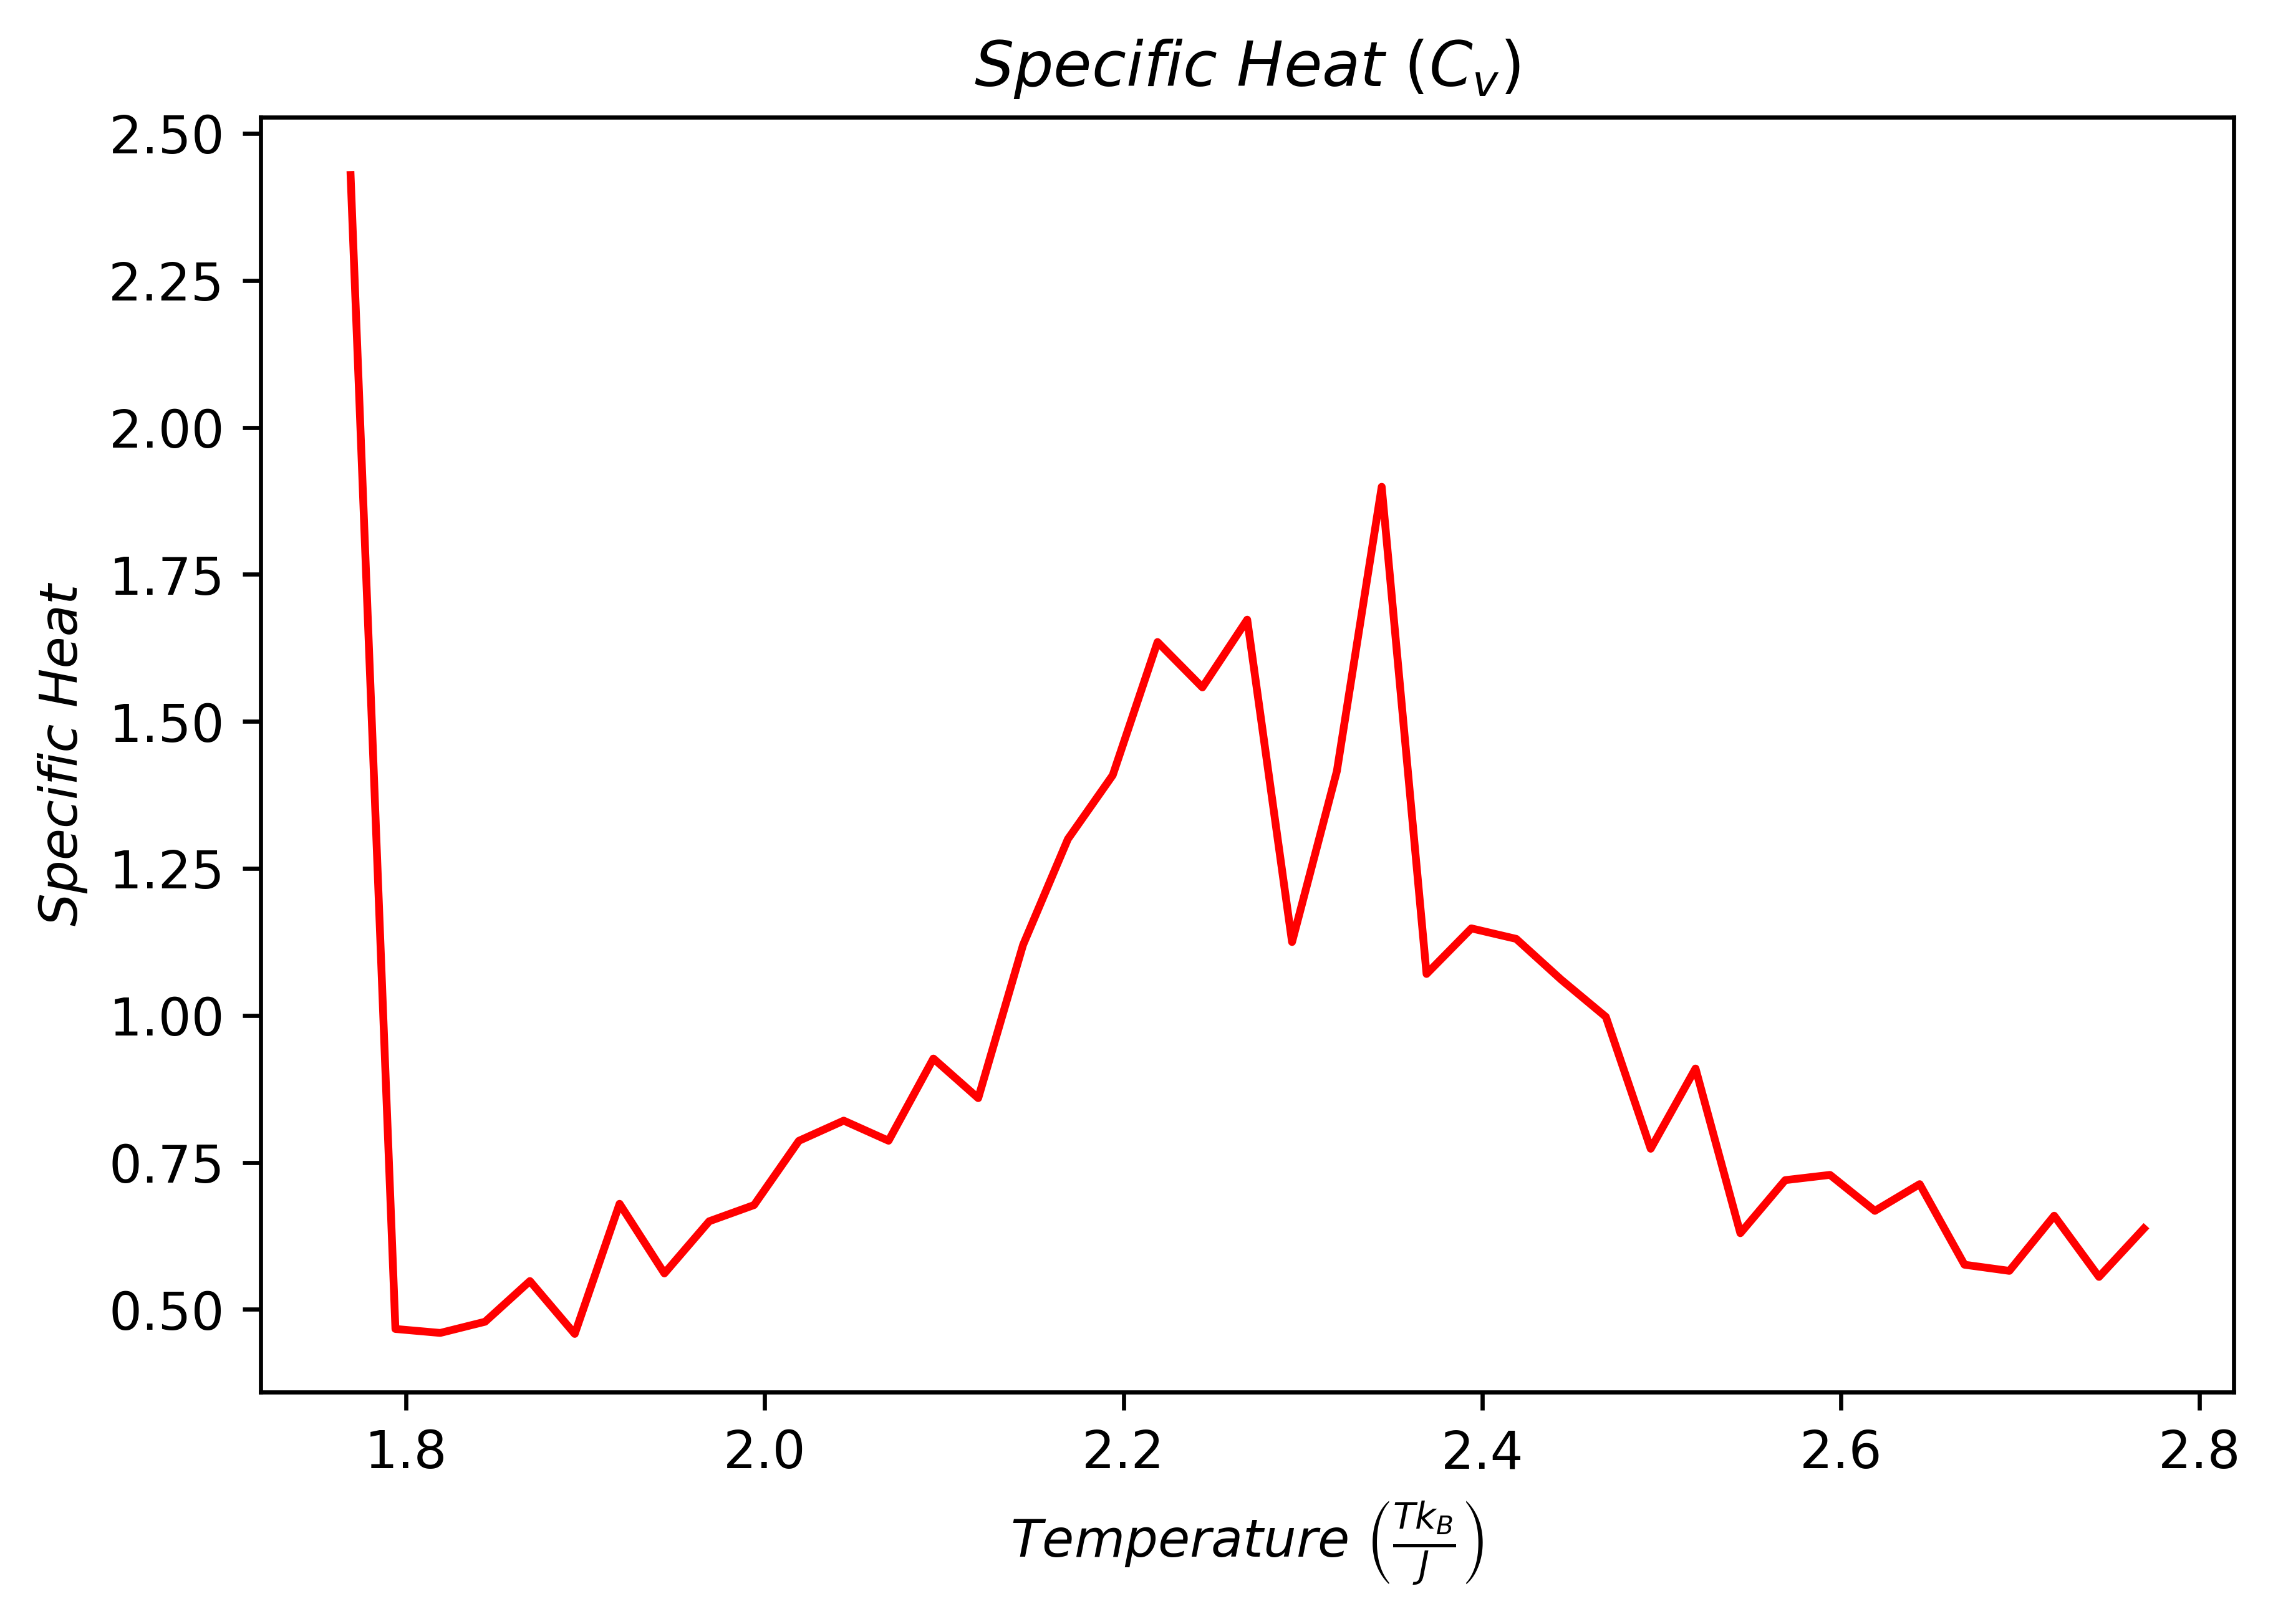 Specific Heat (Cᵥ)
2.50
2.25
2.00
1.75
1.50
1.25
1.00
0.75
0.50
Specific Heat
1.8 2.0 2.2 2.4 2.6 2.8
Temperature (Tk_B/J)